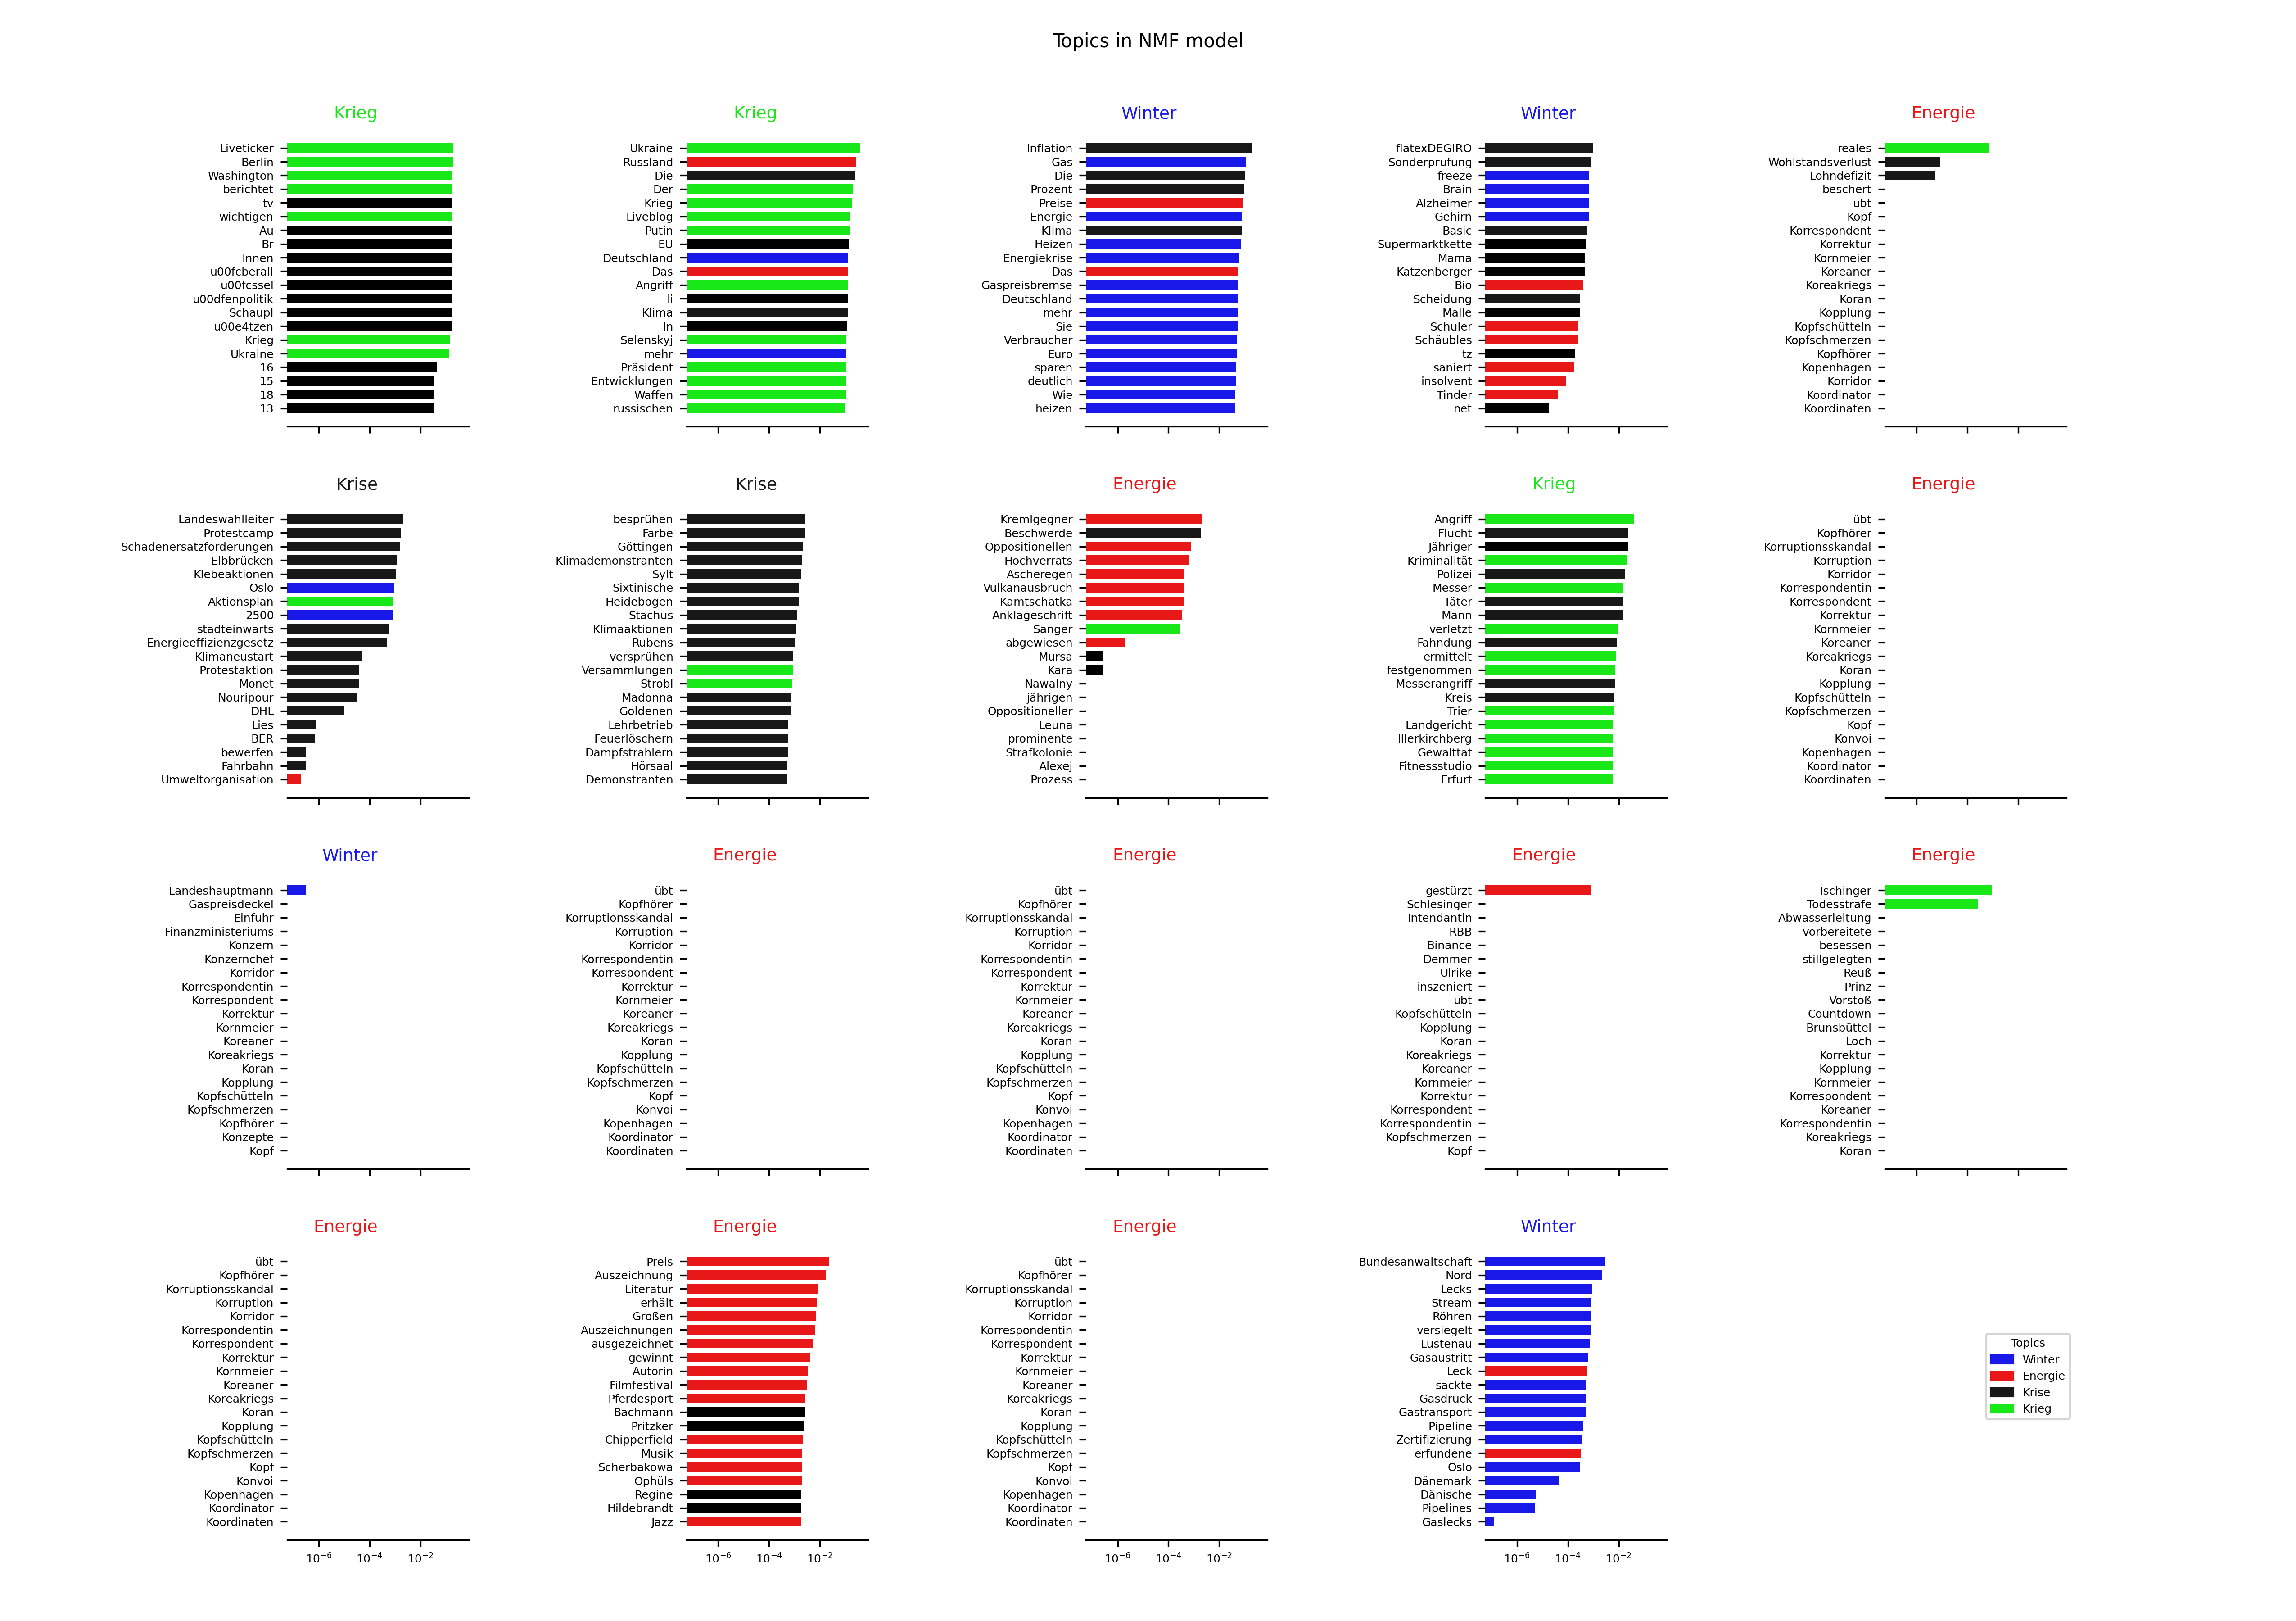 Topics in NMF model
Krieg
Liveticker
Berlin
Washington
berichtet
tv
wichtigen
Au
Br
Innen
u00fcberall
u00fcssel
u00dfenpolitik
Schaupl
u00e4tzen
Krieg
Ukraine
16
15
18
13
Krieg
Ukraine
Russland
Die
Der
Krieg
Liveblog
Putin
EU
Deutschland
Das
Angriff
li
Klima
In
Selenskyj
mehr
Präsident
Entwicklungen
Waffen
russischen
Winter
Inflation
Gas
Die
Prozent
Preise
Energie
Klima
Heizen
Energiekrise
Das
Gaspreisbremse
Deutschland
mehr
Sie
Verbraucher
Euro
sparen
deutlich
Wie
heizen
Winter
flatexDEGIRO
Sonderprüfung
freeze
Brain
Alzheimer
Gehirn
Basic
Supermarktkette
Mama
Katzenberger
Bio
Scheidung
Malle
Schuler
Schäubles
tz
saniert
insolvent
Tinder
net
Energie
reales
Wohlstandsverlust
Lohndefizit
beschert
übt
Kopf
Korrespondent
Korrektur
Kornmeier
Koreaner
Koreakriegs
Koran
Kopplung
Kopfschütteln
Kopfschmerzen
Kopfhörer
Kopenhagen
Korridor
Koordinator
Koordinaten
Krise
Landeswahlleiter
Protestcamp
Schadenersatzforderungen
Elbbrücken
Klebeaktionen
Oslo
Aktionsplan
2500
stadteinwärts
Energieeffizienzgesetz
Klimaneustart
Protestaktion
Monet
Nouripour
DHL
Lies
BER
bewerfen
Fahrbahn
Umweltorganisation
Krise
besprühen
Farbe
Göttingen
Klimademonstranten
Sylt
Sixtinische
Heidebogen
Stachus
Klimaaktionen
Rubens
versprühen
Versammlungen
Strobl
Madonna
Goldenen
Lehrbetrieb
Feuerlöschern
Dampfstrahlern
Hörsaal
Demonstranten
Energie
Kremlgegner
Beschwerde
Oppositionellen
Hochverrats
Ascheregen
Vulkanausbruch
Kamtschatka
Anklageschrift
Sänger
abgewiesen
Mursa
Kara
Nawalny
jährigen
Oppositioneller
Leuna
prominente
Strafkolonie
Alexej
Prozess
Krieg
Angriff
Flucht
Jähriger
Kriminalität
Polizei
Messer
Täter
Mann
verletzt
Fahndung
ermittelt
festgenommen
Messerangriff
Kreis
Trier
Landgericht
Illerkirchberg
Gewalttat
Fitnessstudio
Erfurt
Energie
übt
Kopfhörer
Korruptionsskandal
Korruption
Korridor
Korrespondentin
Korrespondent
Korrektur
Kornmeier
Koreaner
Koreakriegs
Koran
Kopplung
Kopfschütteln
Kopfschmerzen
Kopf
Konvoi
Kopenhagen
Koordinator
Koordinaten
Winter
Landeshauptmann
Gaspreisdeckel
Einfuhr
Finanzministeriums
Konzern
Konzernchef
Korridor
Korrespondentin
Korrespondent
Korrektur
Kornmeier
Koreaner
Koreakriegs
Koran
Kopplung
Kopfschütteln
Kopfschmerzen
Kopfhörer
Konzepte
Kopf
Energie
übt
Kopfhörer
Korruptionsskandal
Korruption
Korridor
Korrespondentin
Korrespondent
Korrektur
Kornmeier
Koreaner
Koreakriegs
Koran
Kopplung
Kopfschütteln
Kopfschmerzen
Kopf
Konvoi
Kopenhagen
Koordinator
Koordinaten
Energie
übt
Kopfhörer
Korruptionsskandal
Korruption
Korridor
Korrespondentin
Korrespondent
Korrektur
Kornmeier
Koreaner
Koreakriegs
Koran
Kopplung
Kopfschütteln
Kopfschmerzen
Kopf
Konvoi
Kopenhagen
Koordinator
Koordinaten
Energie
gestürzt
Schlesinger
Intendantin
RBB
Binance
Demmer
Ulrike
inszeniert
übt
Kopfschütteln
Kopplung
Koran
Koreakriegs
Koreaner
Kornmeier
Korrektur
Korrespondent
Korrespondentin
Kopfschmerzen
Kopf
Energie
Ischinger
Todesstrafe
Abwasserleitung
vorbereitete
besessen
stillgelegten
Reuß
Prinz
Vorstoß
Countdown
Brunsbüttel
Loch
Korrektur
Kopplung
Kornmeier
Korrespondent
Koreaner
Korrespondentin
Koreakriegs
Koran
Energie
übt
Kopfhörer
Korruptionsskandal
Korruption
Korridor
Korrespondentin
Korrespondent
Korrektur
Kornmeier
Koreaner
Koreakriegs
Koran
Kopplung
Kopfschütteln
Kopfschmerzen
Kopf
Konvoi
Kopenhagen
Koordinator
Koordinaten
10⁻⁶ 10⁻⁴ 10⁻²
Energie
Preis
Auszeichnung
Literatur
erhält
Großen
Auszeichnungen
ausgezeichnet
gewinnt
Autorin
Filmfestival
Pferdesport
Bachmann
Pritzker
Chipperfield
Musik
Scherbakowa
Ophüls
Regine
Hildebrandt
Jazz
10⁻⁶ 10⁻⁴ 10⁻²
Energie
übt
Kopfhörer
Korruptionsskandal
Korruption
Korridor
Korrespondentin
Korrespondent
Korrektur
Kornmeier
Koreaner
Koreakriegs
Koran
Kopplung
Kopfschütteln
Kopfschmerzen
Kopf
Konvoi
Kopenhagen
Koordinator
Koordinaten
10⁻⁶ 10⁻⁴ 10⁻²
Winter
Bundesanwaltschaft
Nord
Lecks
Stream
Röhren
versiegelt
Lustenau
Gasaustritt
Leck
sackte
Gasdruck
Gastransport
Pipeline
Zertifizierung
erfundene
Oslo
Dänemark
Dänische
Pipelines
Gaslecks
10⁻⁶ 10⁻⁴ 10⁻²
Topics
Winter
Energie
Krise
Krieg